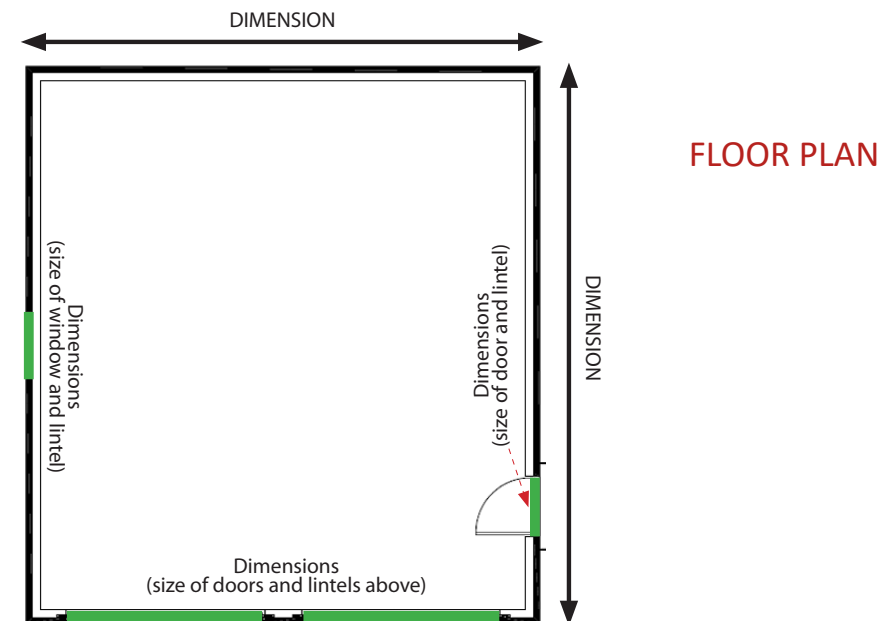 DIMENSION
FLOOR PLAN
Dimensions
(size of window and lintel)
Dimensions
(size of door and lintel)
DIMENSION
Dimensions
(size of doors and lintels above)